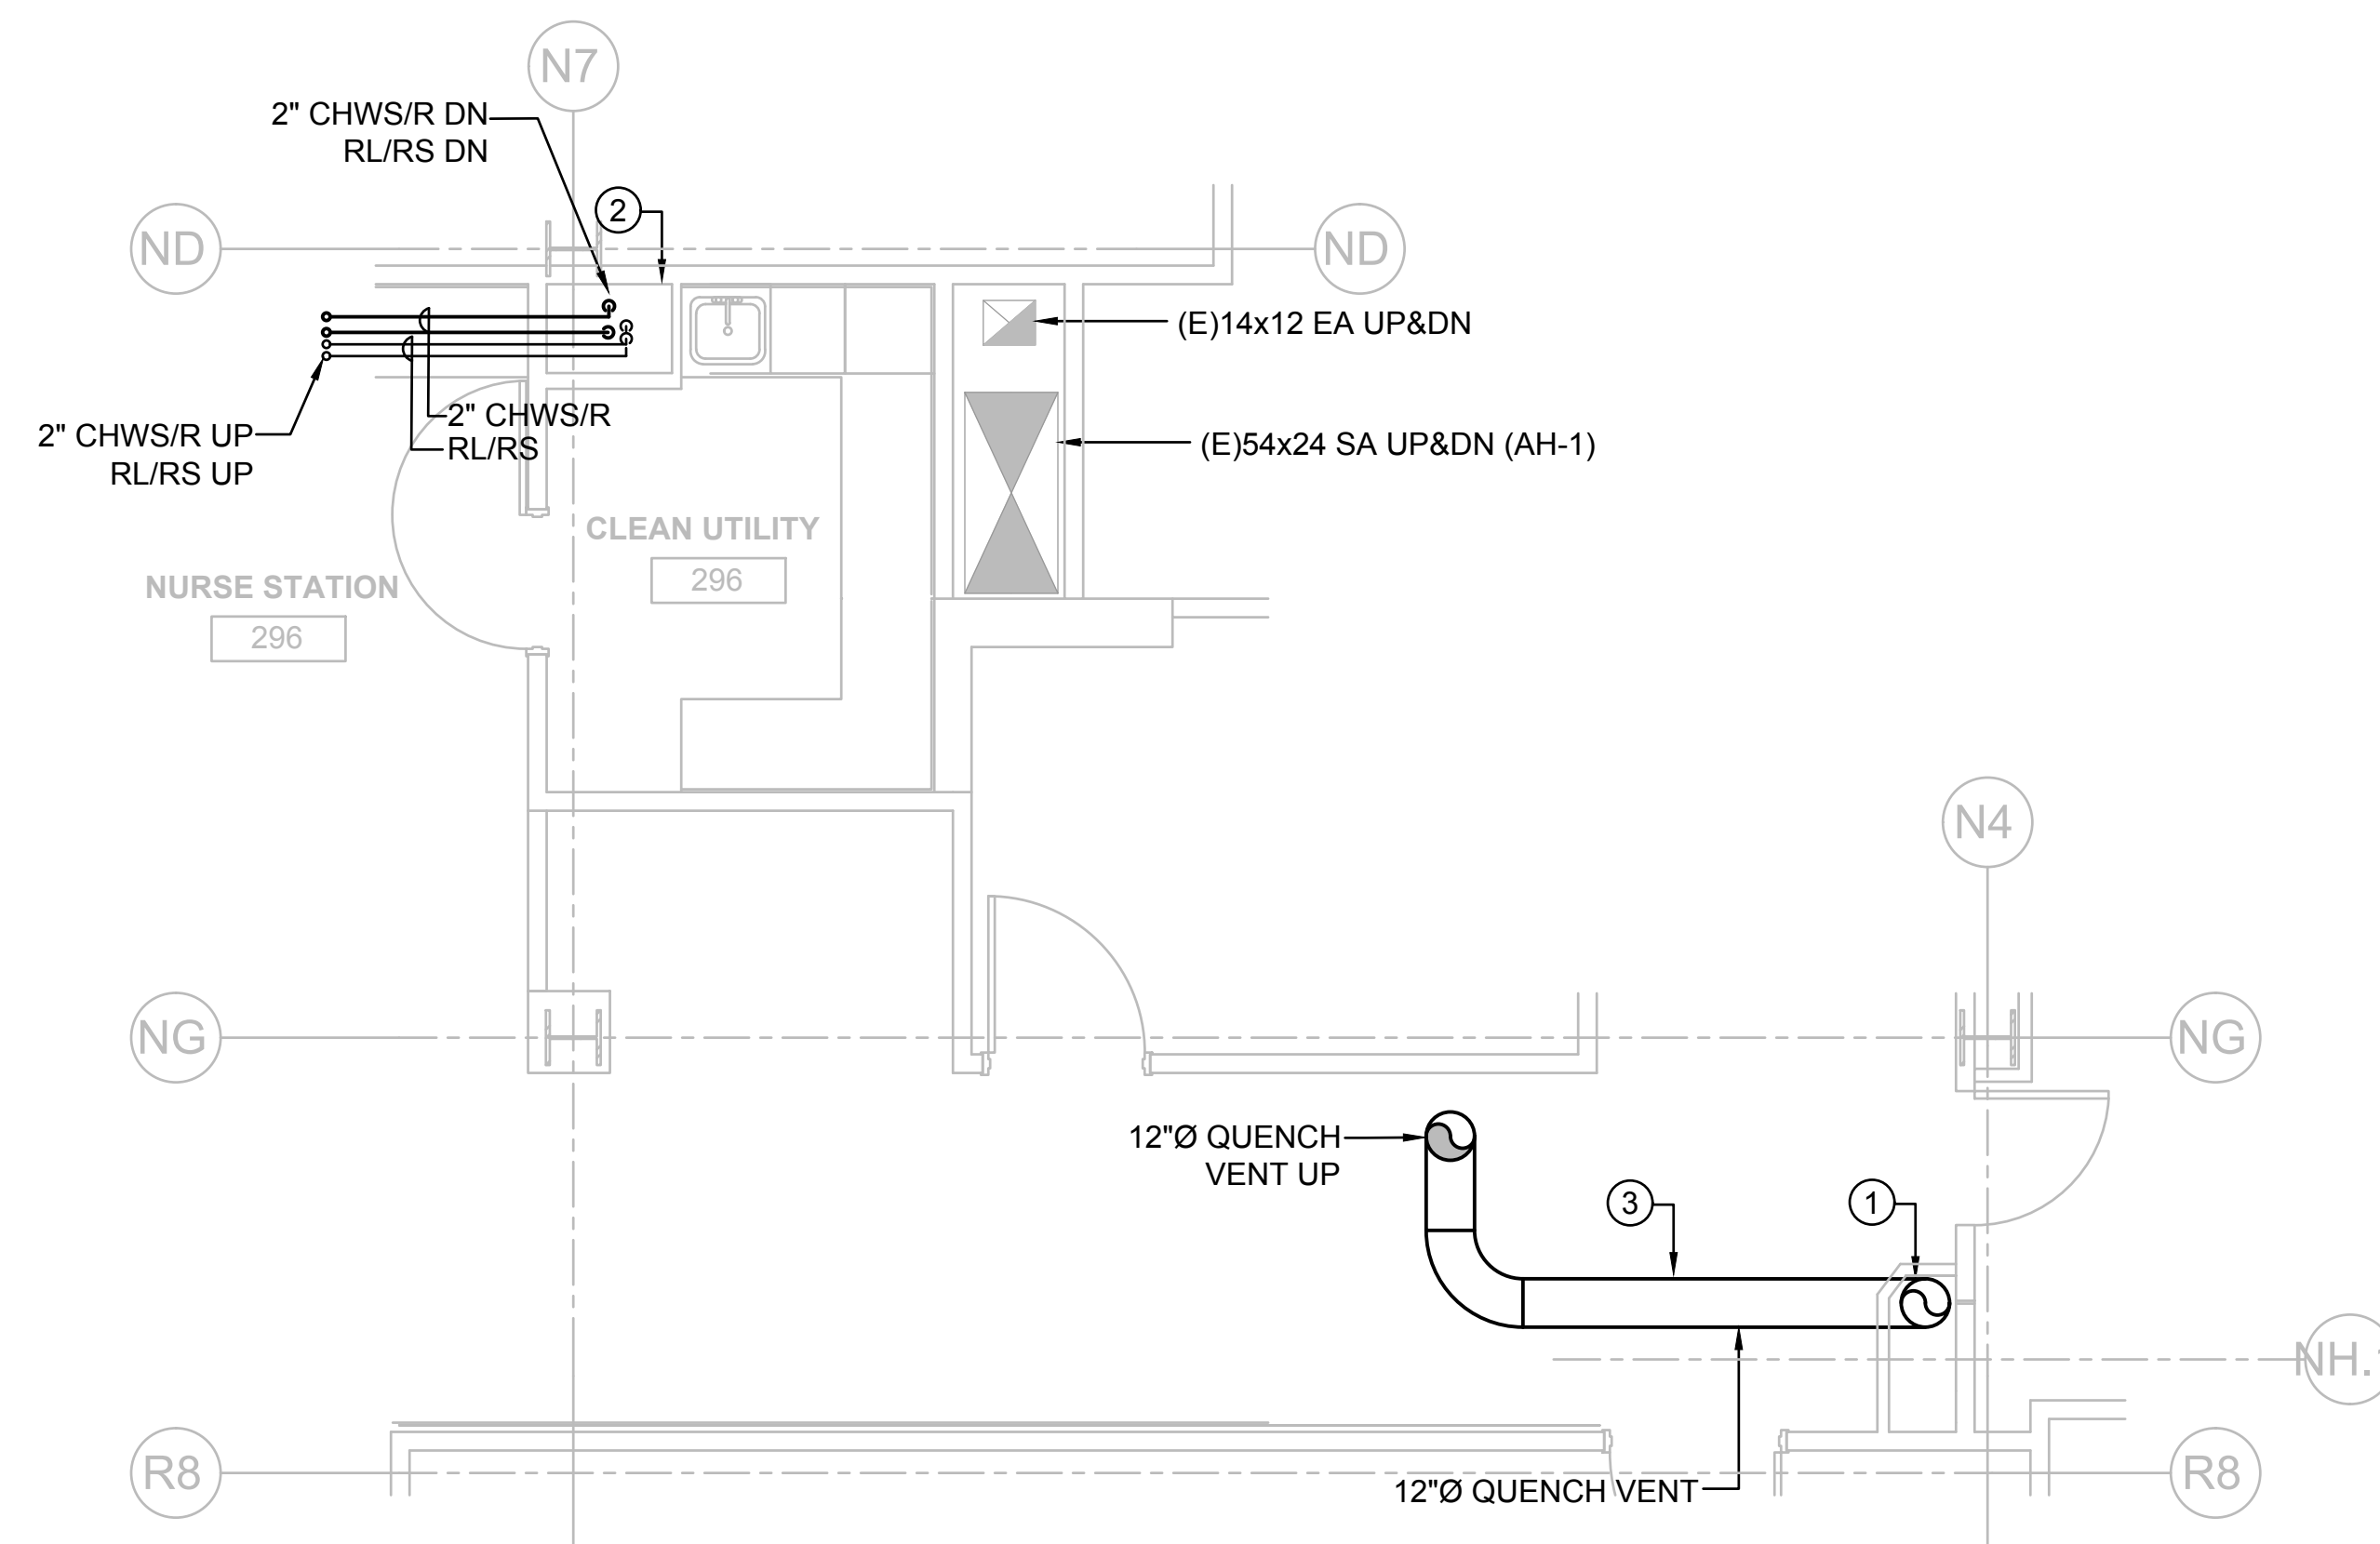 N7
2" CHWS/R DN
RL/RS DN
2
ND
ND
(E)14x12 EA UP&DN
2" CHWS/R
2" CHWS/R UP
RL/RS
RL/RS UP
(E)54x24 SA UP&DN (AH-1)
CLEAN UTILITY
296
NURSE STATION
296
N4
NG
NG
12"Ø QUENCH
VENT UP
3
1
NH.
R8
R8
12"Ø QUENCH VENT